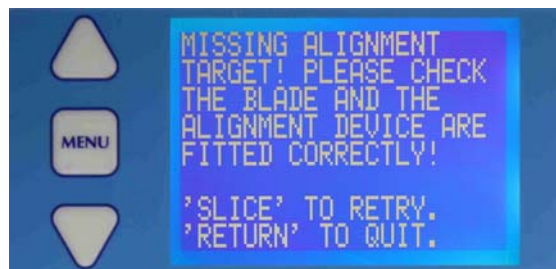 MISSING ALIGNMENT
TARGET! PLEASE CHECK
THE BLADE AND THE
ALIGNMENT DEVICE ARE
FITTED CORRECTLY!
'SLICE' TO RETRY.
'RETURN' TO QUIT.
MENU